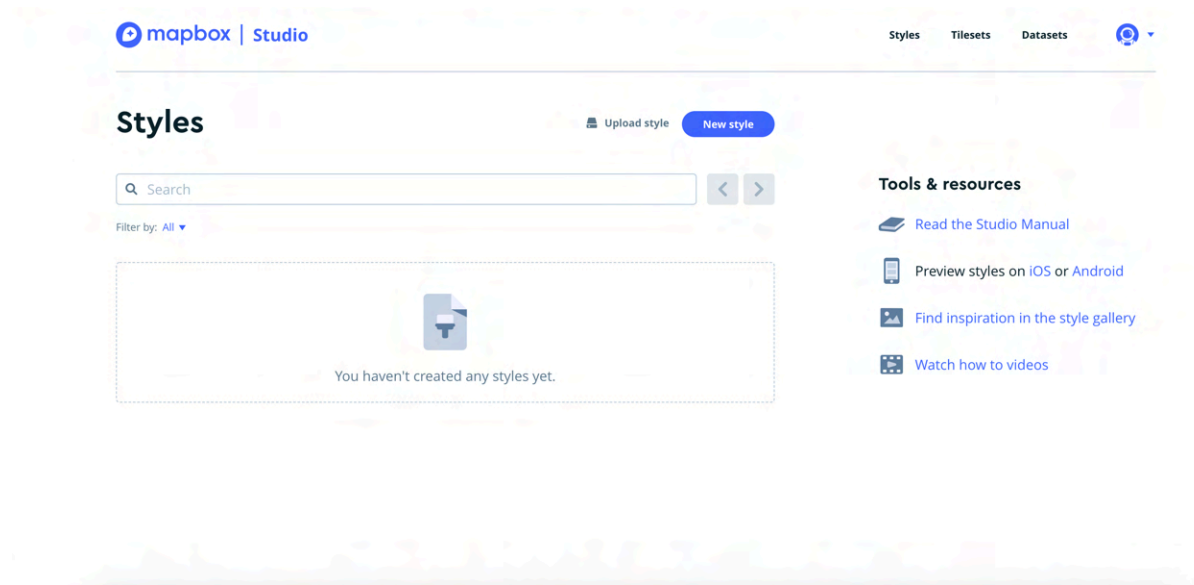 mapbox | Studio
Styles Tilesets Datasets
Styles
Upload style
New style
Search
Filter by: All
You haven't created any styles yet.
Tools & resources
Read the Studio Manual
Preview styles on iOS or Android
Find inspiration in the style gallery
Watch how to videos